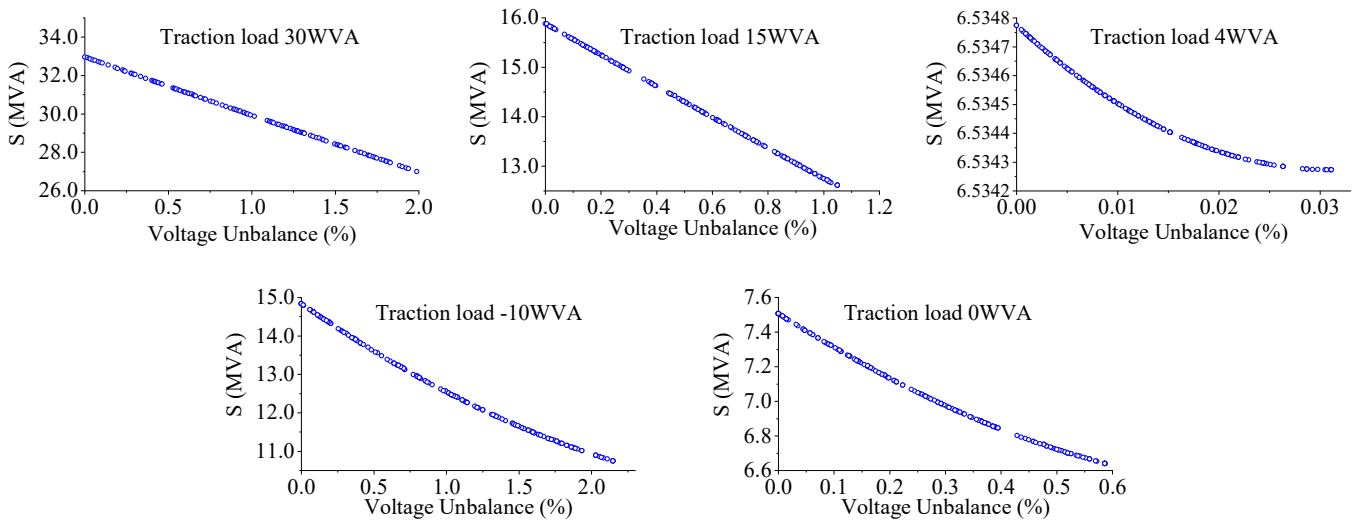 Traction load 30WVA
S (MVA)
34.0
32.0
30.0
28.0
26.0
0.0 0.5 1.0 1.5 2.0
Voltage Unbalance (%)
Traction load 15WVA
S (MVA)
16.0
15.0
14.0
13.0
0.0 0.2 0.4 0.6 0.8 1.0 1.2
Voltage Unbalance (%)
Traction load 4WVA
S (MVA)
6.5348
6.5347
6.5346
6.5345
6.5344
6.5343
6.5342
0.00 0.01 0.02 0.03
Voltage Unbalance (%)
Traction load -10WVA
S (MVA)
15.0
14.0
13.0
12.0
11.0
0.0 0.5 1.0 1.5 2.0
Voltage Unbalance (%)
Traction load 0WVA
S (MVA)
7.6
7.4
7.2
7.0
6.8
6.6
0.0 0.1 0.2 0.3 0.4 0.5 0.6
Voltage Unbalance (%)